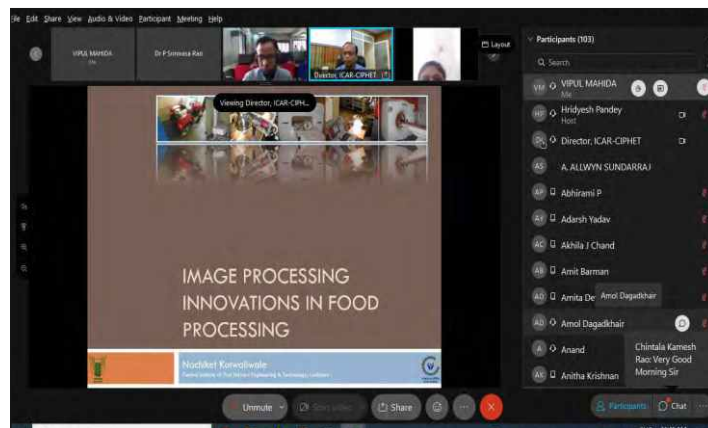 File Edit Share View Audio & Video Participant Meeting Help
VIPUL MAHIDA
Me
Dr P Srinivasa Rao
Director, ICAR-CIPHET
Layout
Viewing Director, ICAR-CIPH...
IMAGE PROCESSING
INNOVATIONS IN FOOD
PROCESSING
Nachiket Kotwaliwale
Participants (103)
Search
VM VIPUL MAHIDA
Me
HP Hridyesh Pandey
Host
Director, ICAR-CIPHET
AS A. ALLWYN SUNDARRAJ
AP Abhirami P
AY Adarsh Yadav
AC Akhila J Chand
AB Amit Barman
AD Amita De
Amol Dagadkhair
AD Amol Dagadkhair
A Anand
Chintala Kamesh
Rao: Very Good
Morning Sir
AK Anitha Krishnan
Unmute
Start video
Share
Participants
Chat